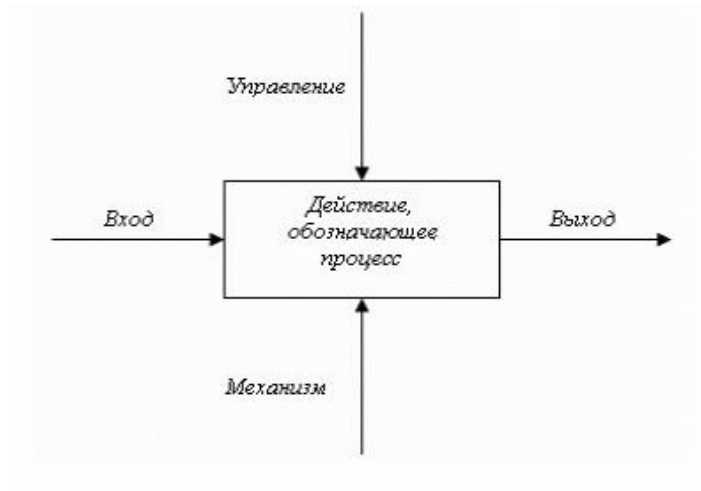 Управление
Действие,
обозначающее
процесс
Вход
Выход
Механизм